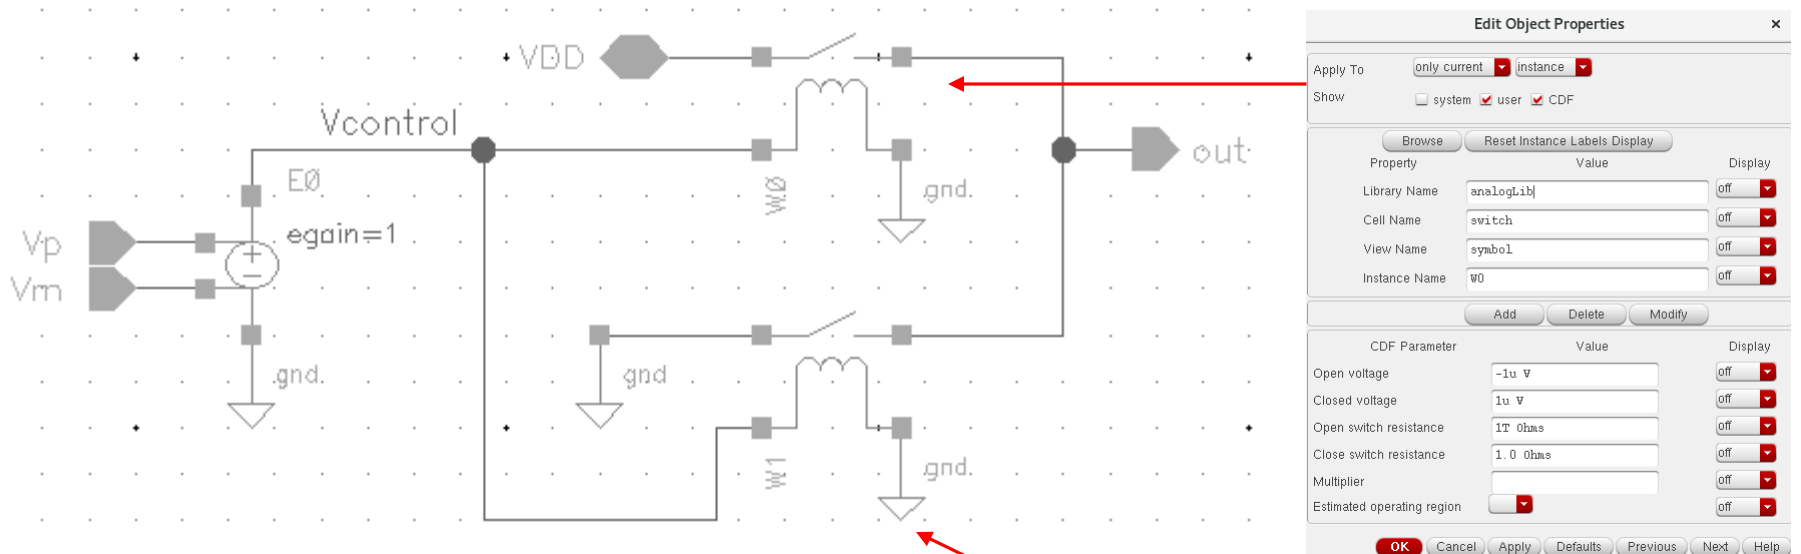 VDD
Vcontrol
E0
egain=1
Vp
Vm
gnd
W0
gnd
out
gnd
W1
gnd
Edit Object Properties
×
Apply To only current instance
Show system user CDF
Browse Reset Instance Labels Display
Property Value Display
Library Name analogLib off
Cell Name switch off
View Name symbol off
Instance Name W0 off
Add Delete Modify
CDF Parameter Value Display
Open voltage -1u V off
Closed voltage 1u V off
Open switch resistance 1T Ohms off
Close switch resistance 1.0 Ohms off
Multiplier off
Estimated operating region off
OK Cancel Apply Defaults Previous Next Help